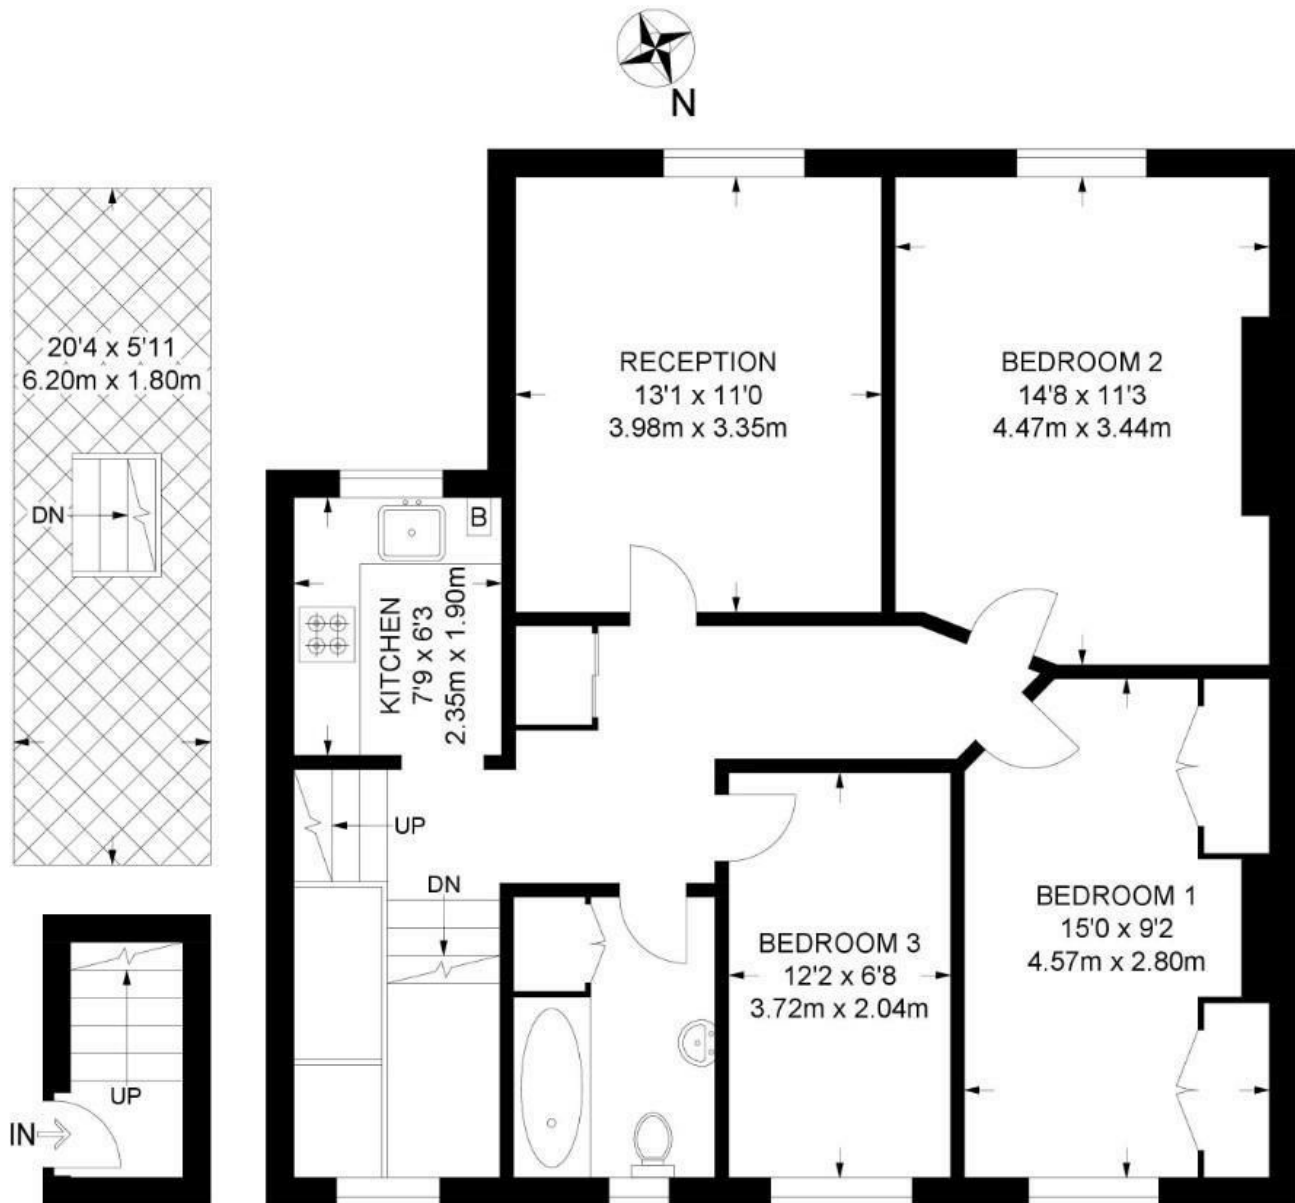 N
20'4 x 5'11
6.20m x 1.80m
DN
RECEPTION
13'1 x 11'0
3.98m x 3.35m
BEDROOM 2
14'8 x 11'3
4.47m x 3.44m
B
KITCHEN
7'9 x 6'3
2.35m x 1.90m
UP
DN
BEDROOM 3
12'2 x 6'8
3.72m x 2.04m
BEDROOM 1
15'0 x 9'2
4.57m x 2.80m
UP
IN